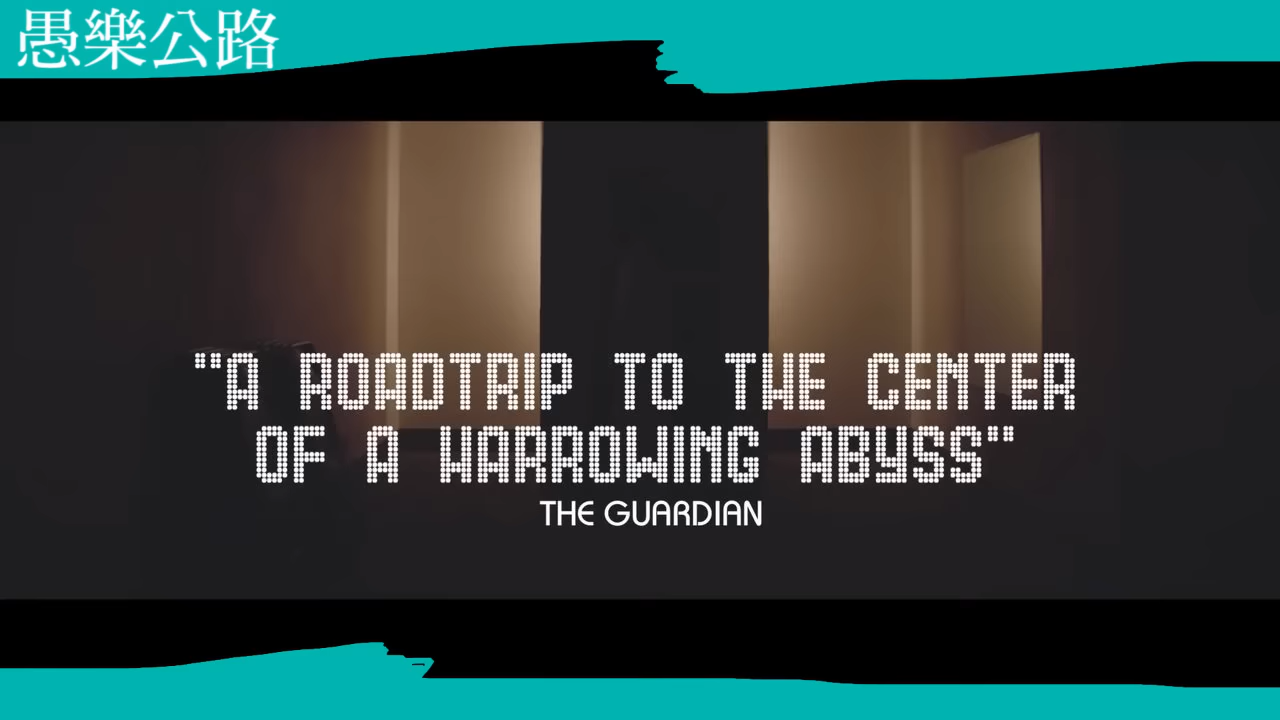 愚樂公路
"A ROADTRIP TO THE CENTER
OF A HARROWING ABYSS"
THE GUARDIAN